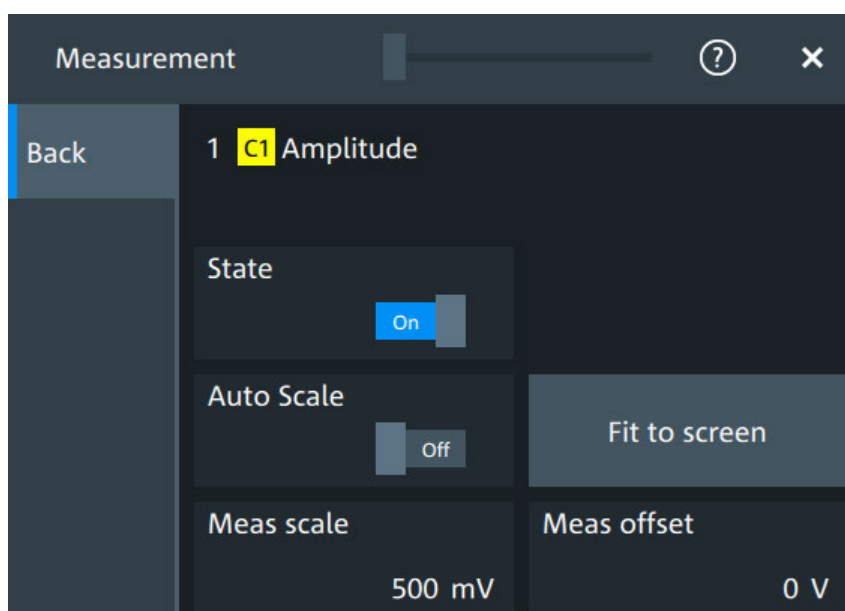 Measurement ? ×
Back
1 C1 Amplitude
State
On
Auto Scale
Off
Fit to screen
Meas scale
500 mV
Meas offset
0 V